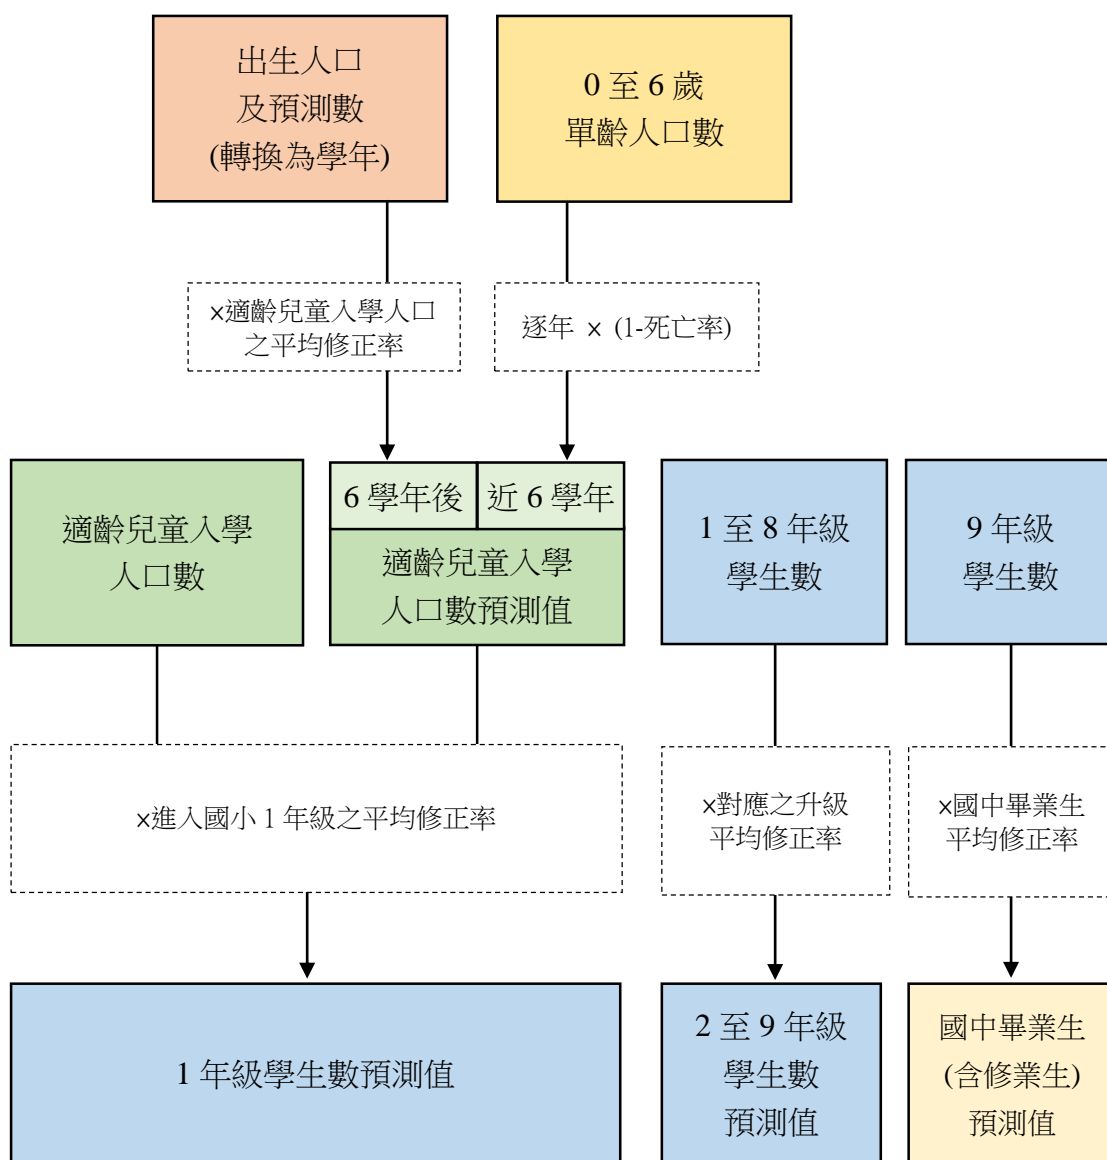 出生人口
及預測數
(轉換為學年)
0 至 6 歲
單齡人口數
×適齡兒童入學人口
之平均修正率
逐年 × (1-死亡率)
適齡兒童入學
人口數
6 學年後
近 6 學年
適齡兒童入學
人口數預測值
1 至 8 年級
學生數
9 年級
學生數
×進入國小 1 年級之平均修正率
×對應之升級
平均修正率
×國中畢業生
平均修正率
1 年級學生數預測值
2 至 9 年級
學生數
預測值
國中畢業生
(含修業生)
預測值